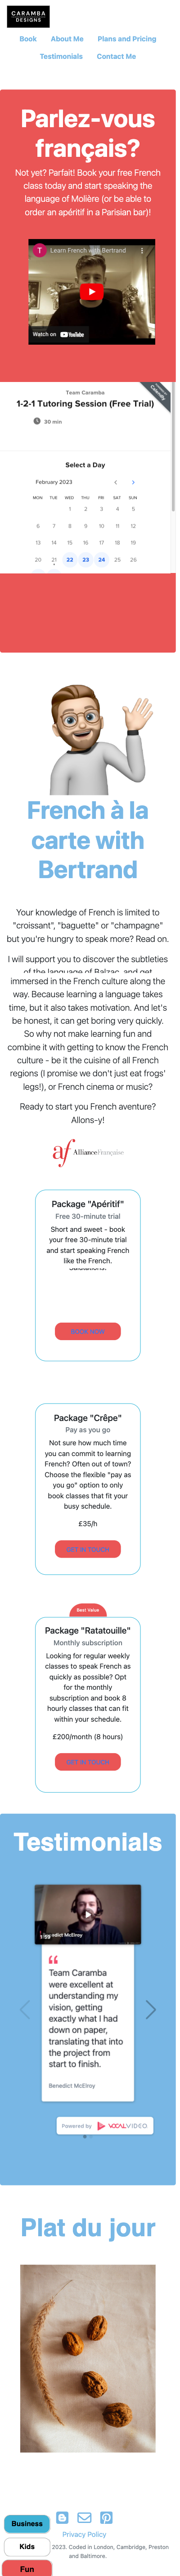 CARAMBA
DESIGNS
Book About Me Plans and Pricing
Testimonials Contact Me
Parlez-vous
français?
Not yet? Parfait! Book your free French
class today and start speaking the
language of Molière (or be able to
order an apéritif in a Parisian bar)!
T Learn French with Bertrand
Watch on YouTube
Team Caramba
1-2-1 Tutoring Session (Free Trial)
30 min
Select a Day
February 2023
MON TUE WED THU FRI SAT SUN
1 2 3 4 5
6 7 8 9 10 11 12
13 14 15 16 17 18 19
20 21 22 23 24 25 26
French à la
carte with
Bertrand
Your knowledge of French is limited to
"croissant", "baguette" or "champagne"
but you're hungry to speak more? Read on.
I will support you to discover the subtleties
of the language of Balzac, and get
immersed in the French culture along the
way. Because learning a language takes
time, but it also takes motivation. And let's
be honest, it can get boring very quickly.
So why not make learning fun and
combine it with getting to know the French
culture - be it the cuisine of all French
regions (I promise we don't just eat frogs'
legs!), or French cinema or music?
Ready to start you French aventure?
Allons-y!
af AllianceFrançaise
Package "Apéritif"
Free 30-minute trial
Short and sweet - book
your free 30-minute trial
and start speaking French
like the French.
BOOK NOW
Package "Crêpe"
Pay as you go
Not sure how much time
you can commit to learning
French? Often out of town?
Choose the flexible "pay as
you go" option to only
book classes that fit your
busy schedule.
£35/h
GET IN TOUCH
Best Value
Package "Ratatouille"
Monthly subscription
Looking for regular weekly
classes to speak French as
quickly as possible? Opt
for the monthly
subscription and book 8
hourly classes that can fit
within your schedule.
£200/month (8 hours)
GET IN TOUCH
Testimonials
Benedict McElroy
“
Team Caramba
were excellent at
understanding my
vision, getting
exactly what I had
down on paper,
translating that into
the project from
start to finish.
Benedict McElroy
Powered by VOCALVIDEO
Plat du jour
Privacy Policy
2023. Coded in London, Cambridge, Preston
and Baltimore.
Business
Kids
Fun